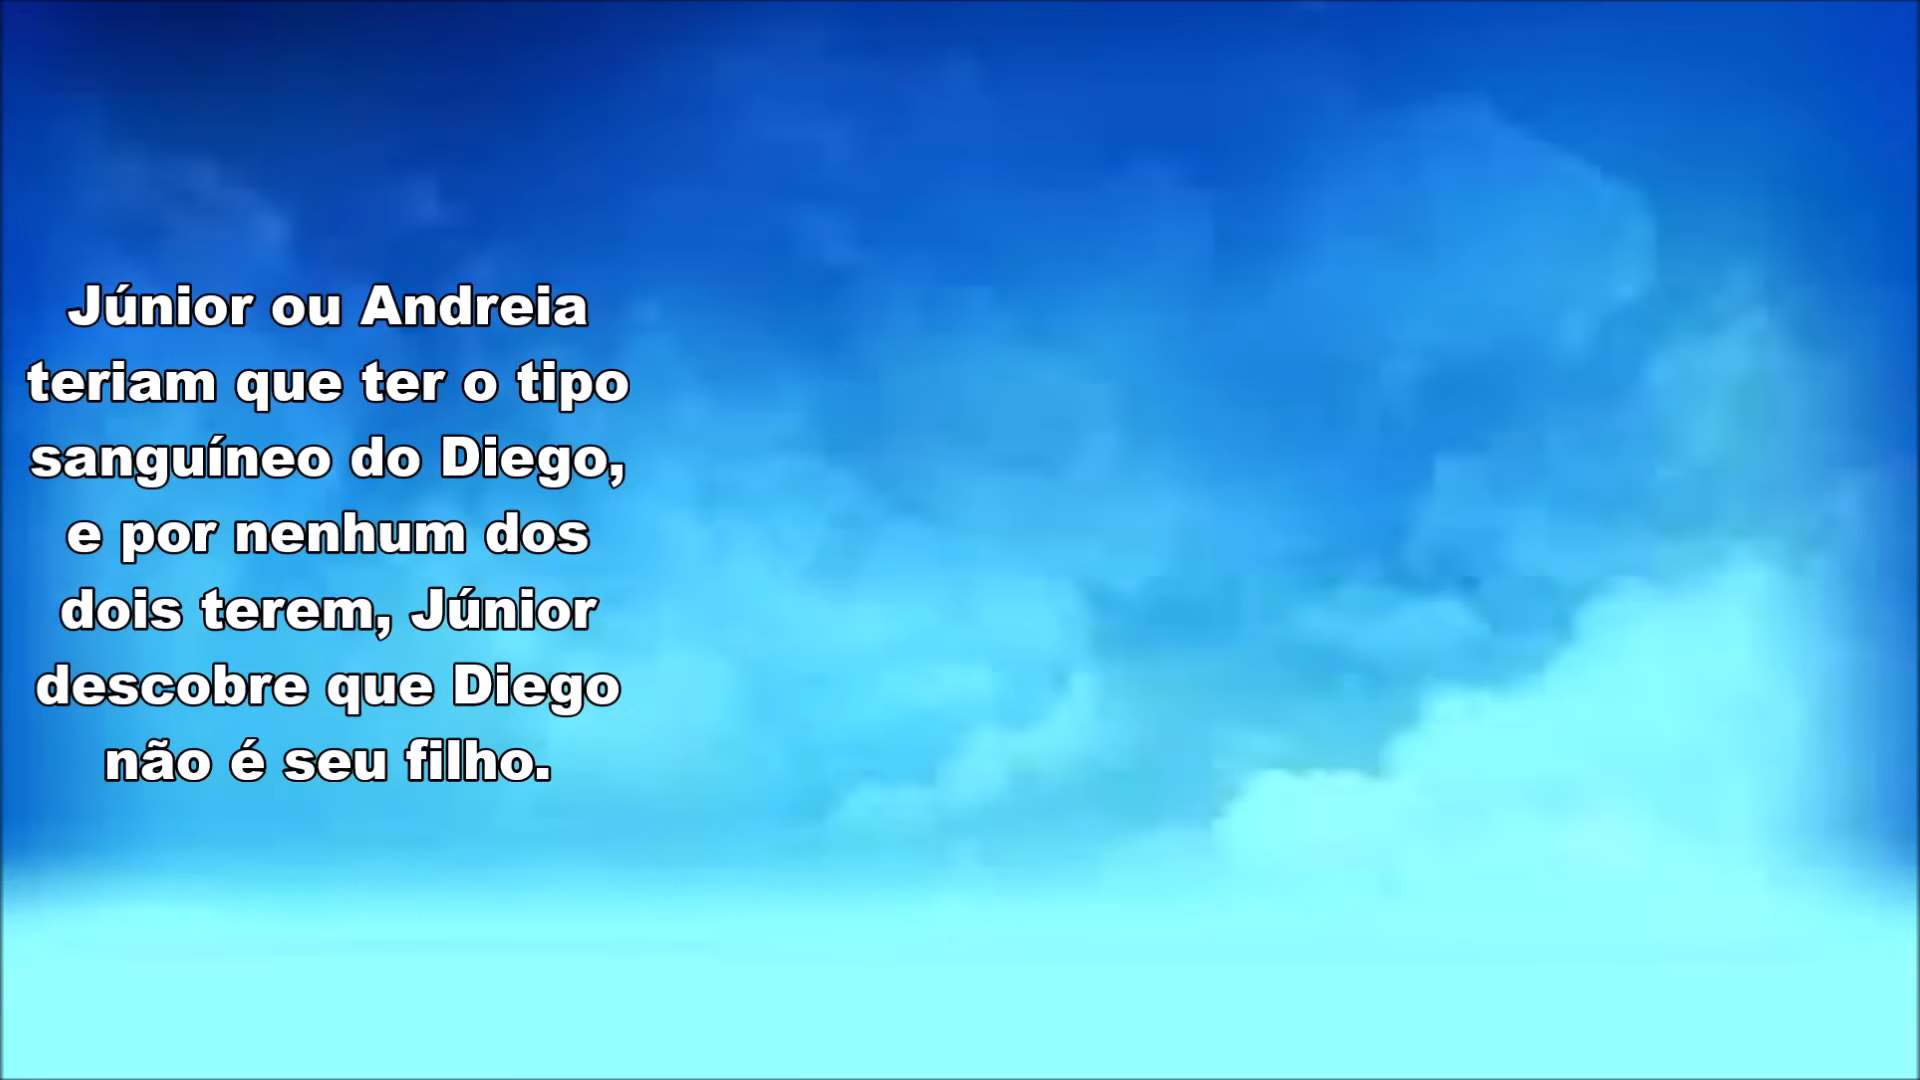 Júnior ou Andreia
teriam que ter o tipo
sanguíneo do Diego,
e por nenhum dos
dois terem, Júnior
descobre que Diego
não é seu filho.